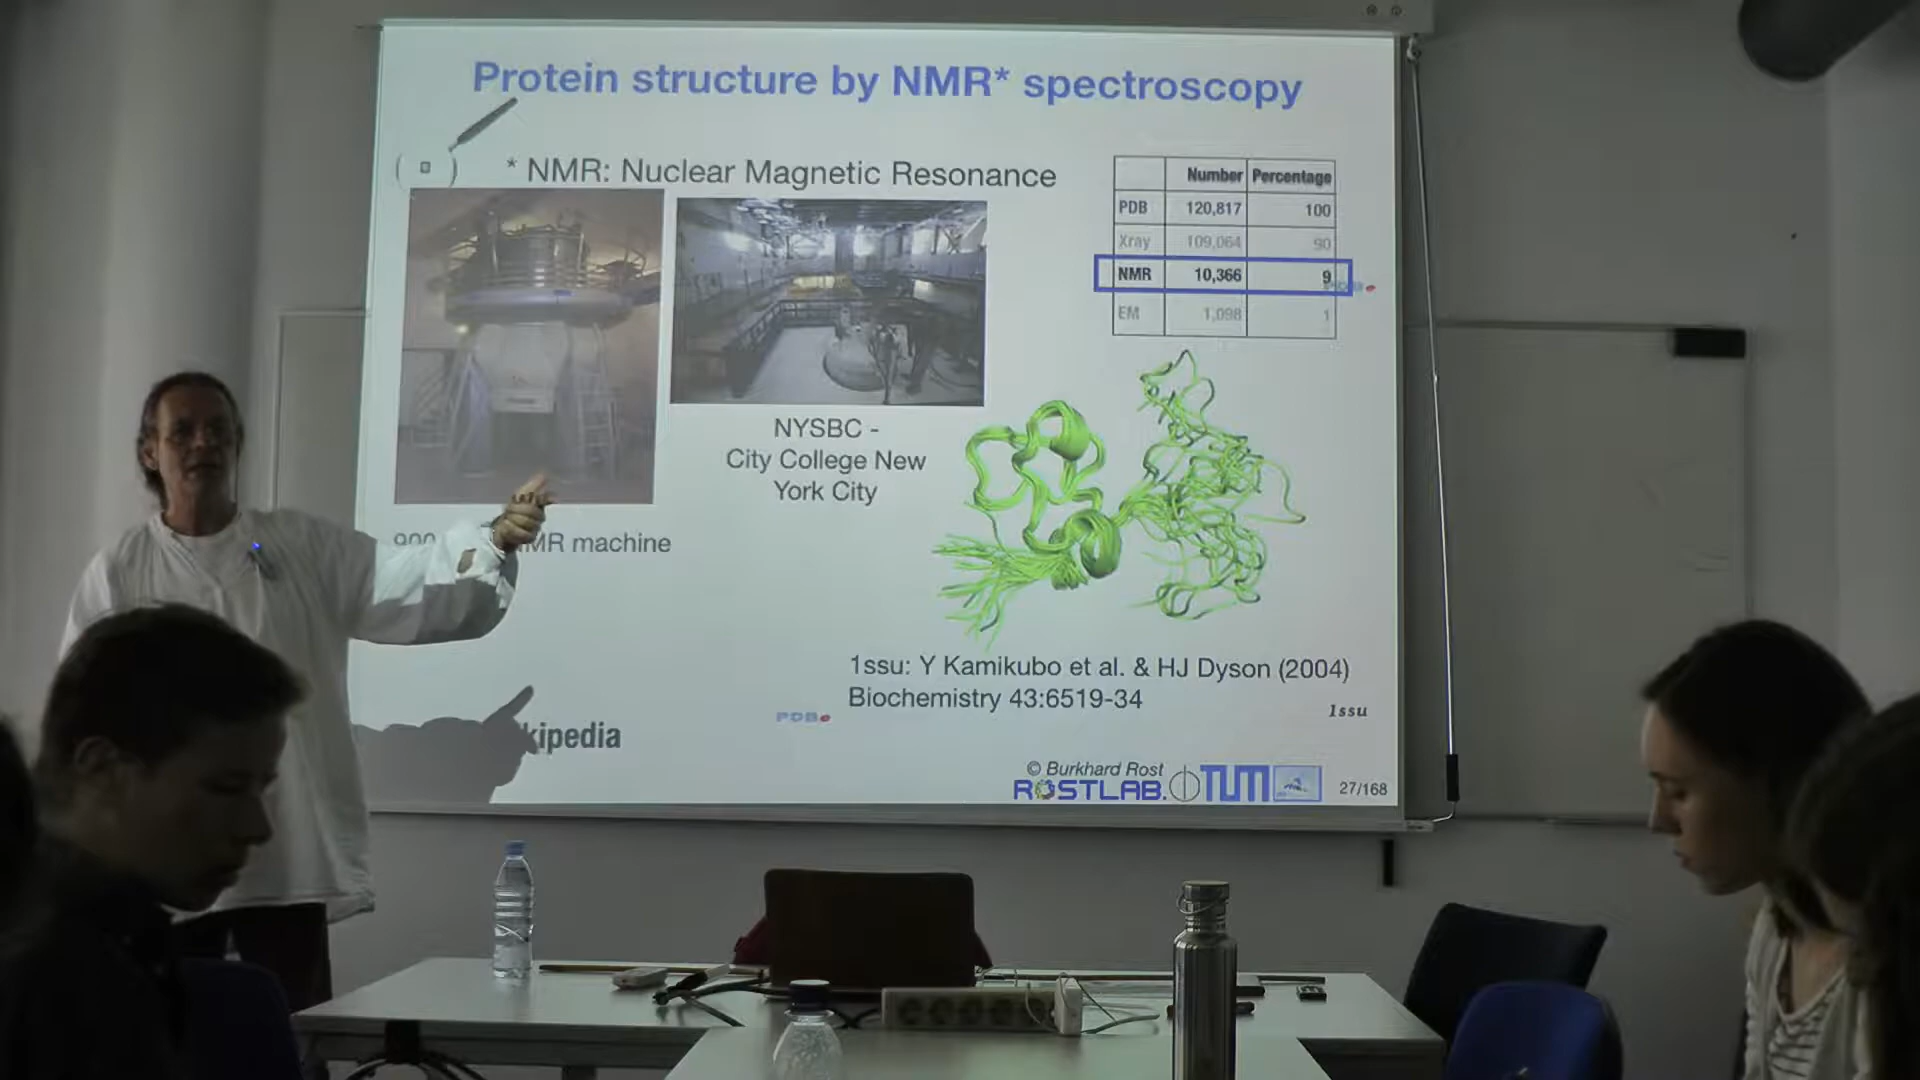 Protein structure by NMR* spectroscopy
* NMR: Nuclear Magnetic Resonance
Number Percentage
PDB 120,817 100
Xray 109,064 90
NMR 10,366 9
EM 1,098 1
PDB
NYSBC -
City College New
York City
900 MR machine
1ssu: Y Kamikubo et al. & HJ Dyson (2004)
Biochemistry 43:6519-34
PDB
1ssu
kipedia
© Burkhard Rost
ROSTLAB. TUM
27/168